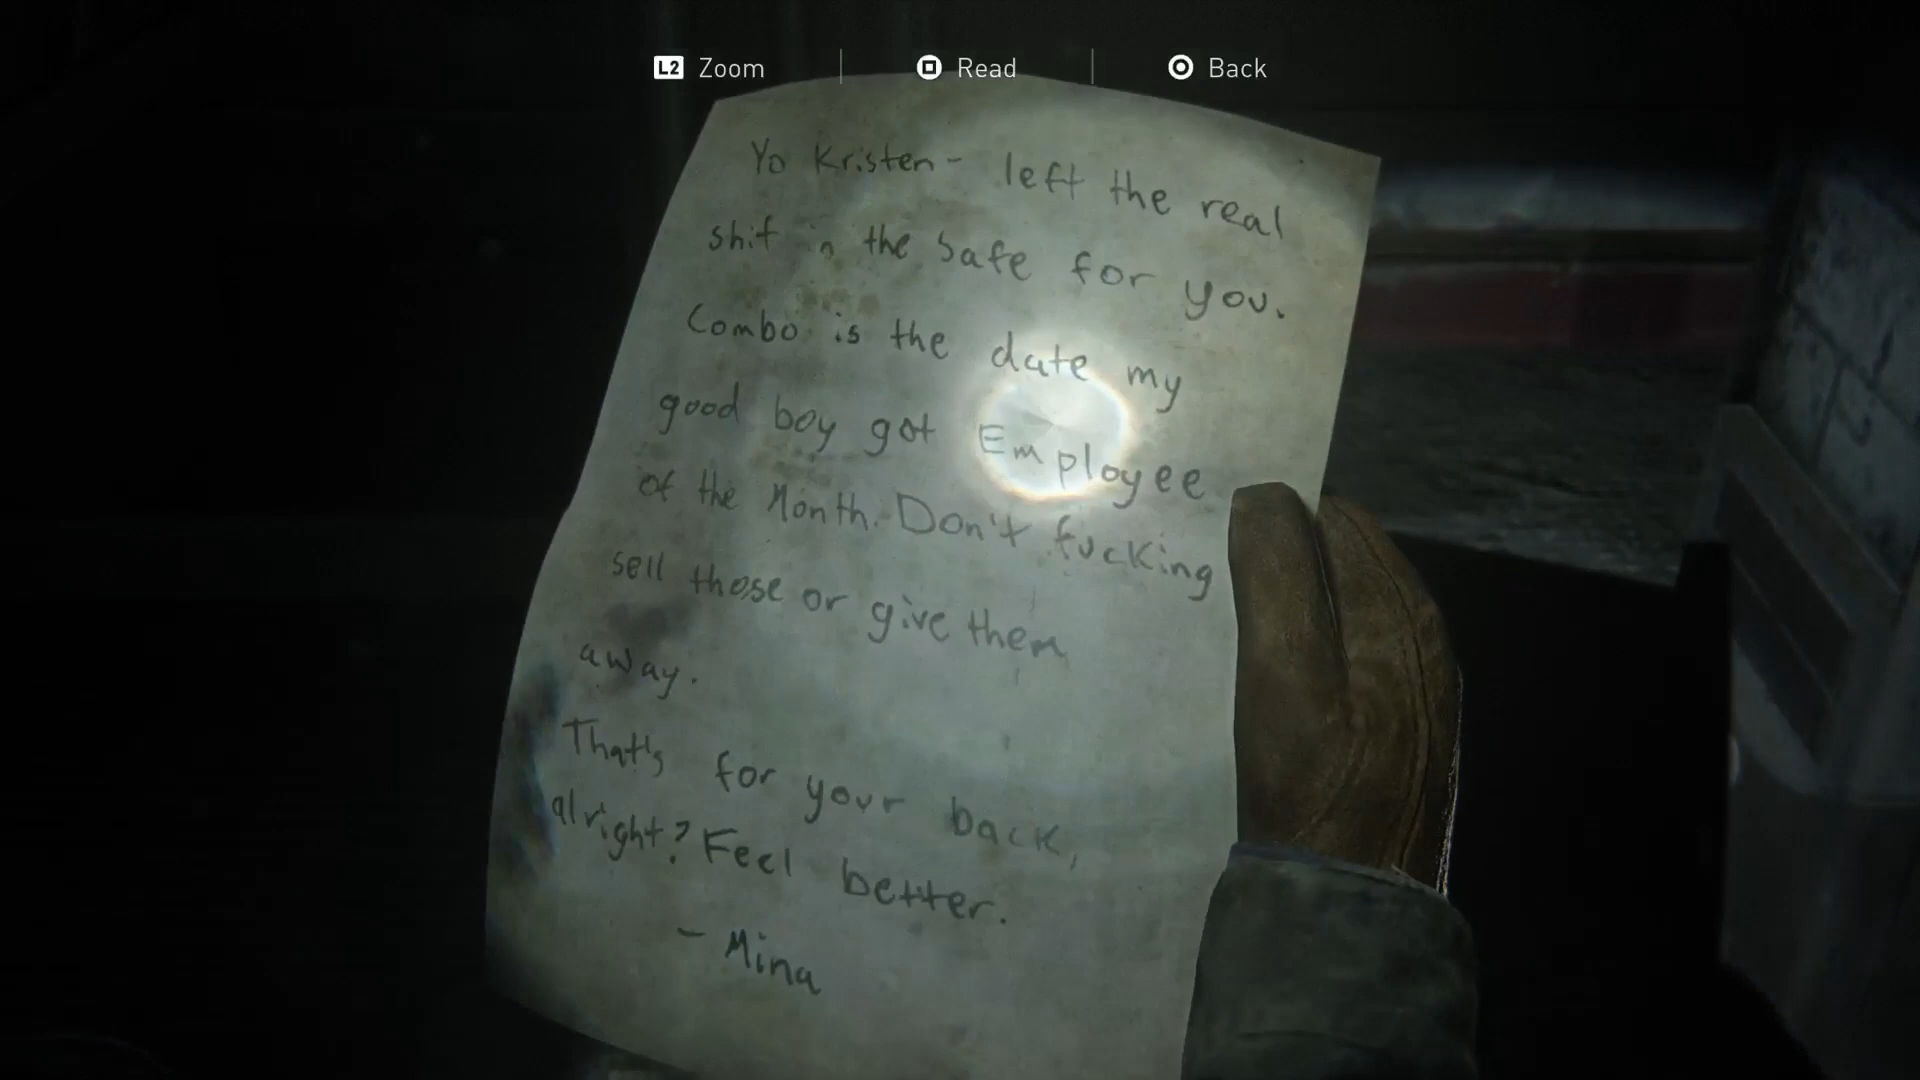 L2 Zoom Read Back
Yo Kristen- left the real
shit in the safe for you.
Combo is the date my
good boy got Employee
of the Month. Don't fucking
sell those or give them
away.
That's for your back,
alright? Feel better.
- Mina